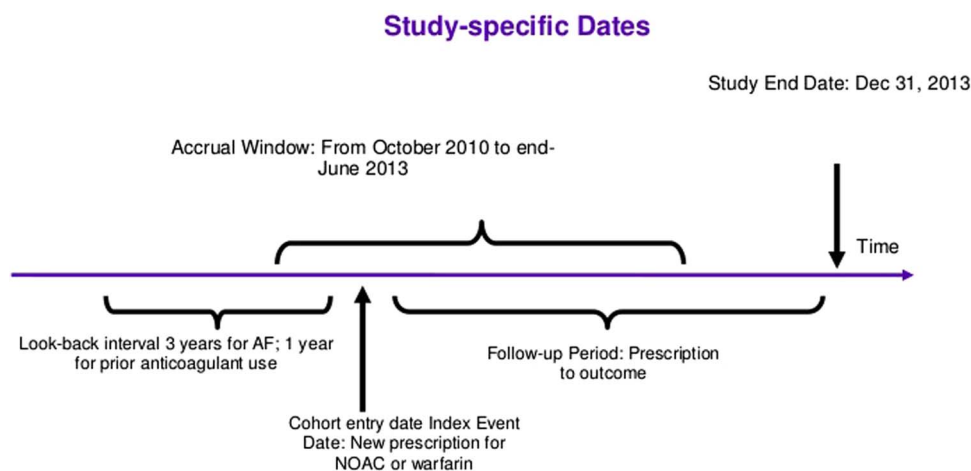 Study-specific Dates
Study End Date: Dec 31, 2013
Accrual Window: From October 2010 to end-
June 2013
Time
Look-back interval 3 years for AF; 1 year
for prior anticoagulant use
Follow-up Period: Prescription
to outcome
Cohort entry date Index Event
Date: New prescription for
NOAC or warfarin